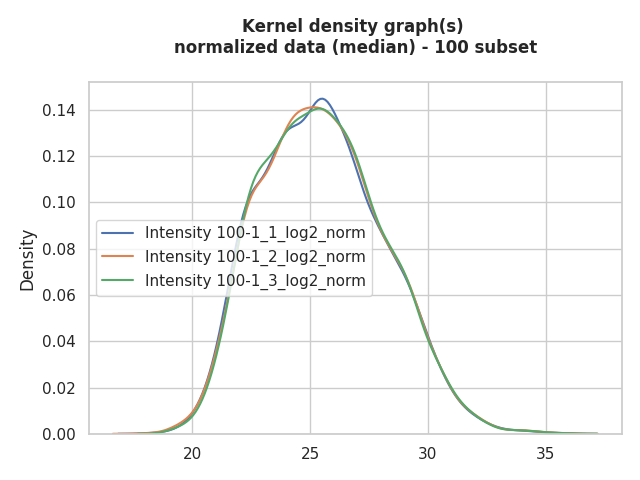 Kernel density graph(s)
normalized data (median) - 100 subset
0.14
0.12
0.10
0.08
0.06
0.04
0.02
0.00
Density
Intensity 100-1_1_log2_norm
Intensity 100-1_2_log2_norm
Intensity 100-1_3_log2_norm
20
25
30
35